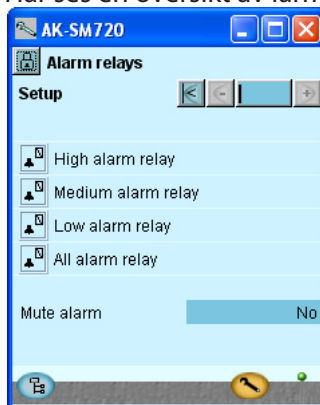 AK-SM720
Alarm relays
Setup
High alarm relay
Medium alarm relay
Low alarm relay
All alarm relay
Mute alarm No